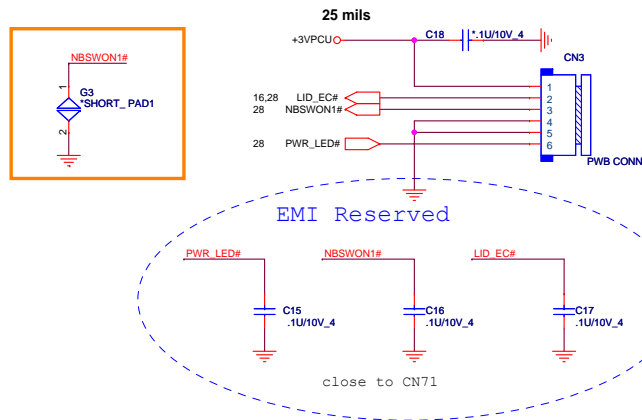 25 mils
NBSWON1#
1
G3
*SHORT_ PAD1
2
+3VPCU
C18
*.1U/10V_4
CN3
16,28 LID_EC#
28 NBSWON1#
28 PWR_LED#
1
2
3
4
5
6
PWB CONN
EMI Reserved
PWR_LED#
NBSWON1#
LID_EC#
C15
.1U/10V_4
C16
.1U/10V_4
C17
.1U/10V_4
close to CN71